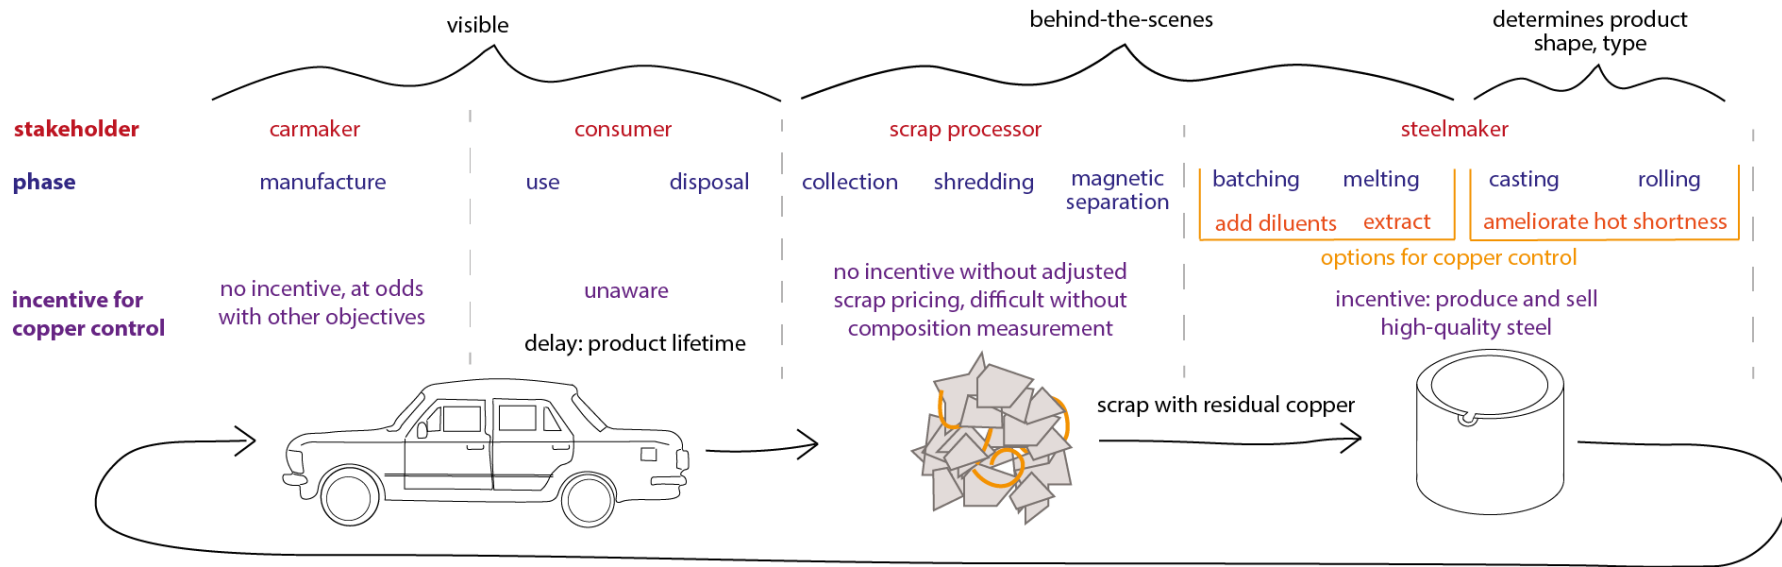 visible
behind-the-scenes
determines product
shape, type
stakeholder
carmaker
consumer
scrap processor
steelmaker
phase
manufacture
use
disposal
collection
shredding
magnetic
separation
batching
melting
casting
rolling
add diluents
extract
ameliorate hot shortness
options for copper control
incentive for
copper control
no incentive, at odds
with other objectives
unaware
no incentive without adjusted
scrap pricing, difficult without
composition measurement
incentive: produce and sell
high-quality steel
delay: product lifetime
scrap with residual copper